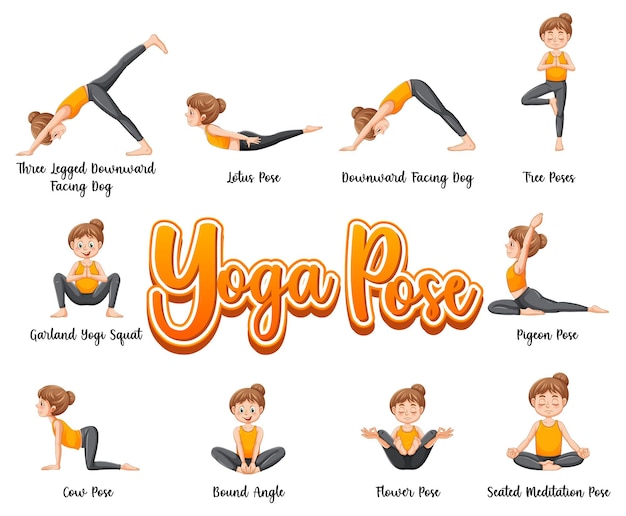 Three Legged Downward
Facing Dog
Lotus Pose
Downward Facing Dog
Tree Poses
Garland Yogi Squat
Yoga Pose
Pigeon Pose
Cow Pose
Bound Angle
Flower Pose
Seated Meditation Pose